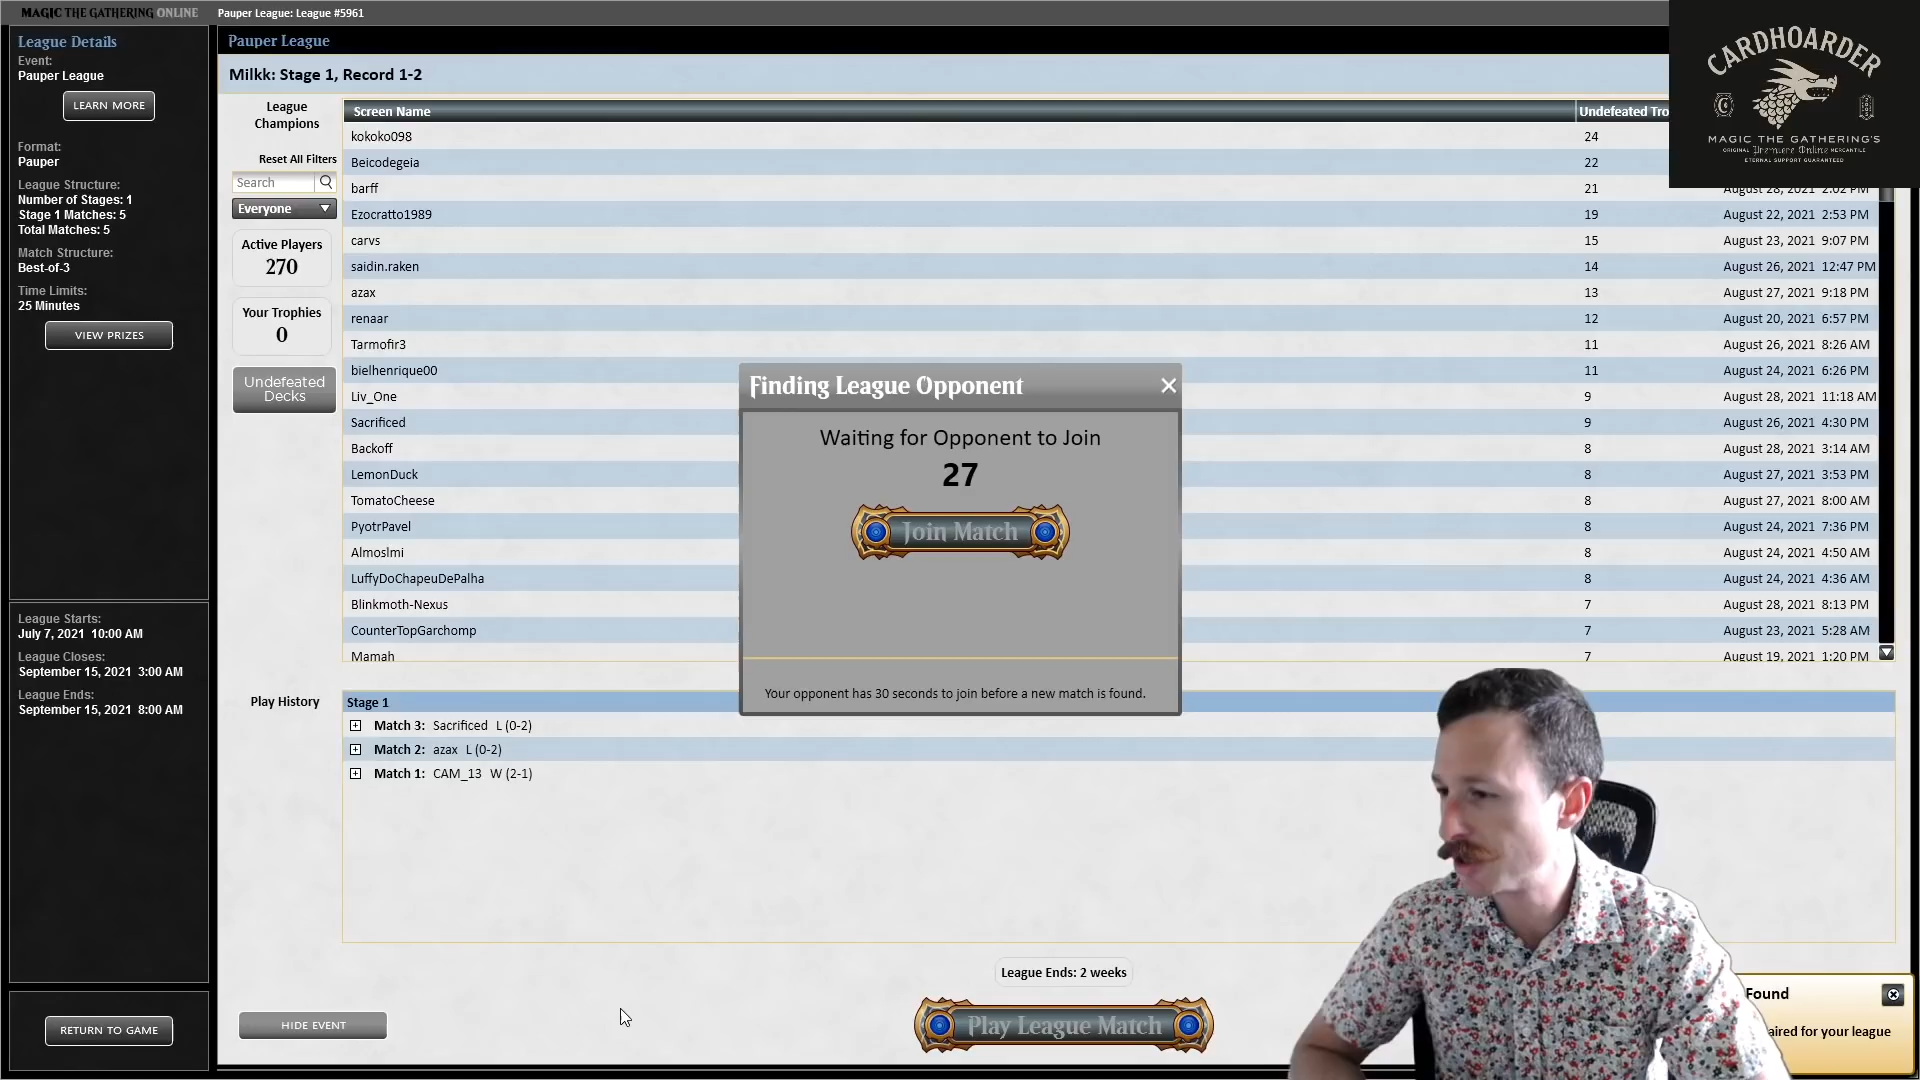 MAGIC THE GATHERING ONLINE
Pauper League: League #5961
League Details
Event:
Pauper League
LEARN MORE
Format:
Pauper
League Structure:
Number of Stages: 1
Stage 1 Matches: 5
Total Matches: 5
Match Structure:
Best-of-3
Time Limits:
25 Minutes
VIEW PRIZES
League Starts:
July 7, 2021 10:00 AM
League Closes:
September 15, 2021 3:00 AM
League Ends:
September 15, 2021 8:00 AM
RETURN TO GAME
Pauper League
Milkk: Stage 1, Record 1-2
League
Champions
Reset All Filters
Search
Everyone
Active Players
270
Your Trophies
0
Undefeated
Decks
Screen Name Undefeated Tro
kokoko098 24
Beicodegeia 22
barff 21 August 28, 2021 2:02 PM
Ezocratto1989 19 August 22, 2021 2:53 PM
carvs 15 August 23, 2021 9:07 PM
saidin.raken 14 August 26, 2021 12:47 PM
azax 13 August 27, 2021 9:18 PM
renaar 12 August 20, 2021 6:57 PM
Tarmofir3 11 August 26, 2021 8:26 AM
bielhenrique00 11 August 24, 2021 6:26 PM
Liv_One 9 August 28, 2021 11:18 AM
Sacrificed 9 August 26, 2021 4:30 PM
Backoff 8 August 28, 2021 3:14 AM
LemonDuck 8 August 27, 2021 3:53 PM
TomatoCheese 8 August 27, 2021 8:00 AM
PyotrPavel 8 August 24, 2021 7:36 PM
Almoslmi 8 August 24, 2021 4:50 AM
LuffyDoChapeuDePalha 8 August 24, 2021 4:36 AM
Blinkmoth-Nexus 7 August 28, 2021 8:13 PM
CounterTopGarchomp 7 August 23, 2021 5:28 AM
Mamah 7 August 19, 2021 1:20 PM
Finding League Opponent
Waiting for Opponent to Join
27
Join Match
Your opponent has 30 seconds to join before a new match is found.
Play History
Stage 1
Match 3: Sacrificed L (0-2)
Match 2: azax L (0-2)
Match 1: CAM_13 W (2-1)
League Ends: 2 weeks
HIDE EVENT
Play League Match
CARDHOARDER
MAGIC THE GATHERING'S
ORIGINAL Premiere Online MERCANTILE
ETERNAL SUPPORT GUARANTEED
Found
aired for your league